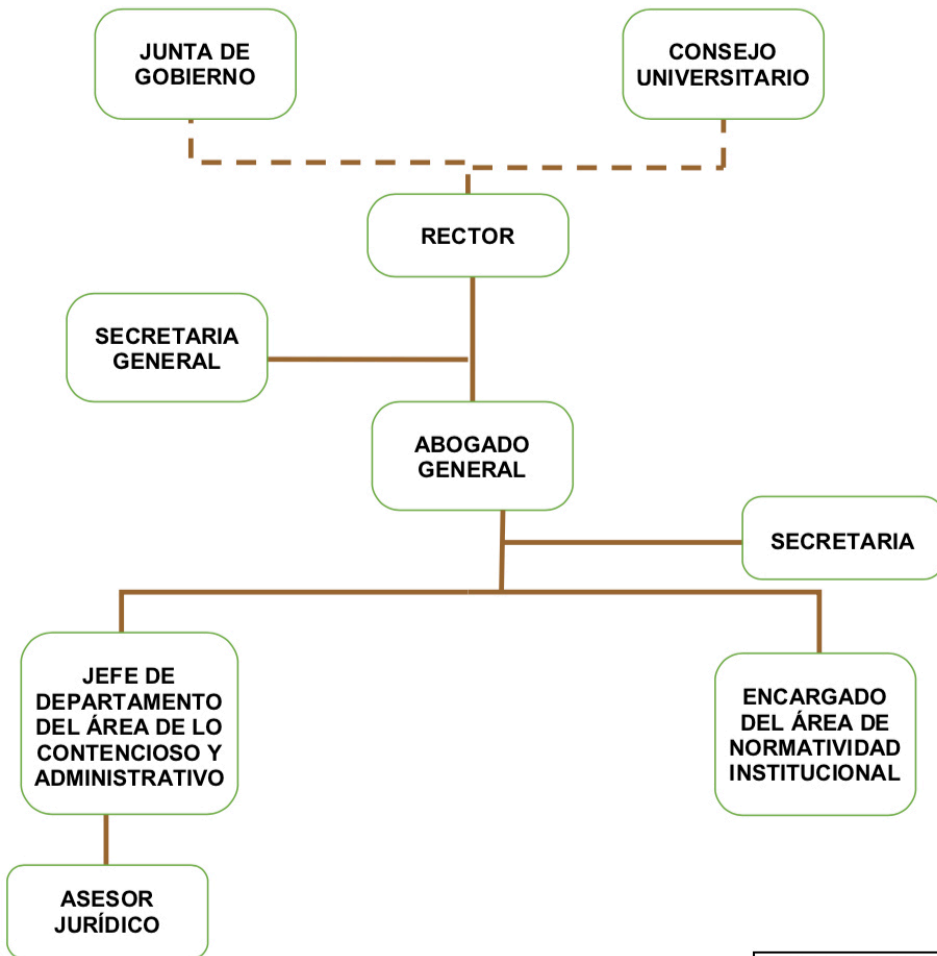 JUNTA DE
GOBIERNO
CONSEJO
UNIVERSITARIO
RECTOR
SECRETARIA
GENERAL
ABOGADO
GENERAL
SECRETARIA
JEFE DE
DEPARTAMENTO
DEL ÁREA DE LO
CONTENCIOSO Y
ADMINISTRATIVO
ENCARGADO
DEL ÁREA DE
NORMATIVIDAD
INSTITUCIONAL
ASESOR
JURÍDICO